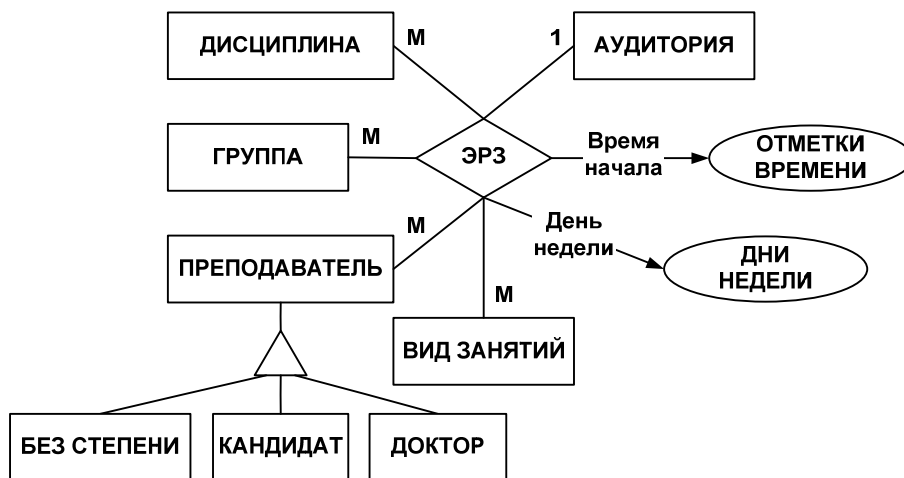 ДИСЦИПЛИНА
М
1
АУДИТОРИЯ
ГРУППА
М
ЭРЗ
Время
начала
ОТМЕТКИ
ВРЕМЕНИ
М
День
недели
ПРЕПОДАВАТЕЛЬ
ДНИ
НЕДЕЛИ
М
ВИД ЗАНЯТИЙ
БЕЗ СТЕПЕНИ
КАНДИДАТ
ДОКТОР